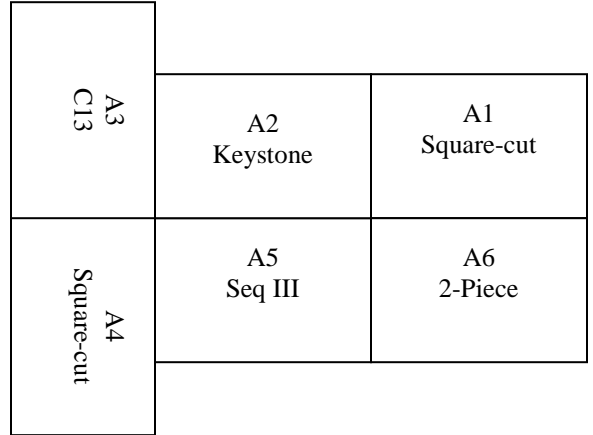 A3
C13
A2
Keystone
A1
Square-cut
A4
Square-cut
A5
Seq III
A6
2-Piece